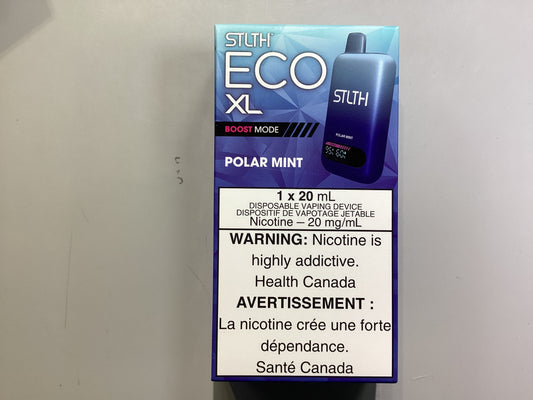 STLTH
ECO
XL
BOOST MODE
POLAR MINT
STLTH
POLAR MINT
1 x 20 mL
DISPOSABLE VAPING DEVICE
DISPOSITIF DE VAPOTAGE JETABLE
Nicotine – 20 mg/mL
WARNING: Nicotine is
highly addictive.
Health Canada
AVERTISSEMENT :
La nicotine crée une forte
dépendance.
Santé Canada